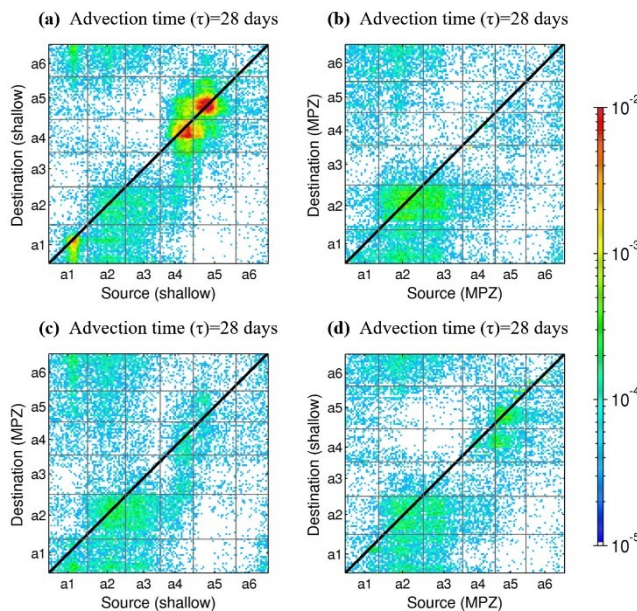 (a) Advection time (τ)=28 days
(b) Advection time (τ)=28 days
Destination (shallow)
a6
a5
a4
a3
a2
a1
a1 a2 a3 a4 a5 a6
Source (shallow)
Destination (MPZ)
a6
a5
a4
a3
a2
a1
a1 a2 a3 a4 a5 a6
Source (MPZ)
(c) Advection time (τ)=28 days
(d) Advection time (τ)=28 days
Destination (MPZ)
a6
a5
a4
a3
a2
a1
a1 a2 a3 a4 a5 a6
Source (shallow)
Destination (shallow)
a6
a5
a4
a3
a2
a1
a1 a2 a3 a4 a5 a6
Source (MPZ)
10⁻²
10⁻³
10⁻⁴
10⁻⁵